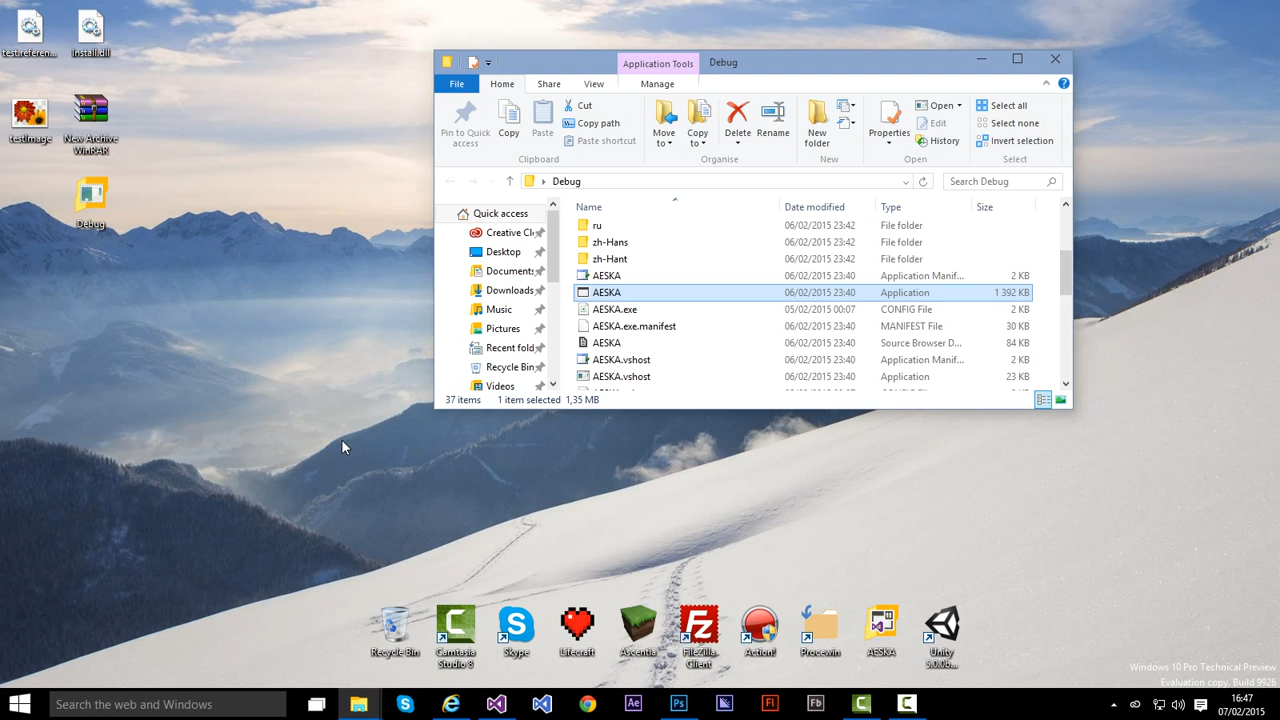 test.referen...
Install.dll
testimage
New Archive
WinRAR
Debug
Application Tools
Debug
File
Home
Share
View
Manage
Pin to Quick
access
Copy
Paste
Cut
Copy path
Paste shortcut
Clipboard
Move
to
Copy
to
Delete
Rename
Organise
New
folder
New
Properties
Open
Edit
History
Open
Select all
Select none
Invert selection
Select
Debug
Search Debug
Name
Date modified
Type
Size
Quick access
Creative Cl
Desktop
Documents
Downloads
Music
Pictures
Recent fold
Recycle Bin
Videos
ru 06/02/2015 23:42 File folder
zh-Hans 06/02/2015 23:42 File folder
zh-Hant 06/02/2015 23:42 File folder
AESKA 06/02/2015 23:40 Application Manif... 2 KB
AESKA 06/02/2015 23:40 Application 1 392 KB
AESKA.exe 05/02/2015 00:07 CONFIG File 2 KB
AESKA.exe.manifest 06/02/2015 23:40 MANIFEST File 30 KB
AESKA 06/02/2015 23:40 Source Browser D... 84 KB
AESKA.vshost 06/02/2015 23:40 Application Manif... 2 KB
AESKA.vshost 06/02/2015 23:40 Application 23 KB
37 items 1 item selected 1,35 MB
Recycle Bin
Camtasia
Studio 8
Skype
Lifecraft
Ascentia
FileZilla
Client
Action!
Procewin
AESKA
Unity
5.0.0b...
Windows 10 Pro Technical Preview
Evaluation copy. Build 9926
Search the web and Windows
Ae
Ps
Fl
Fb
16:47
07/02/2015